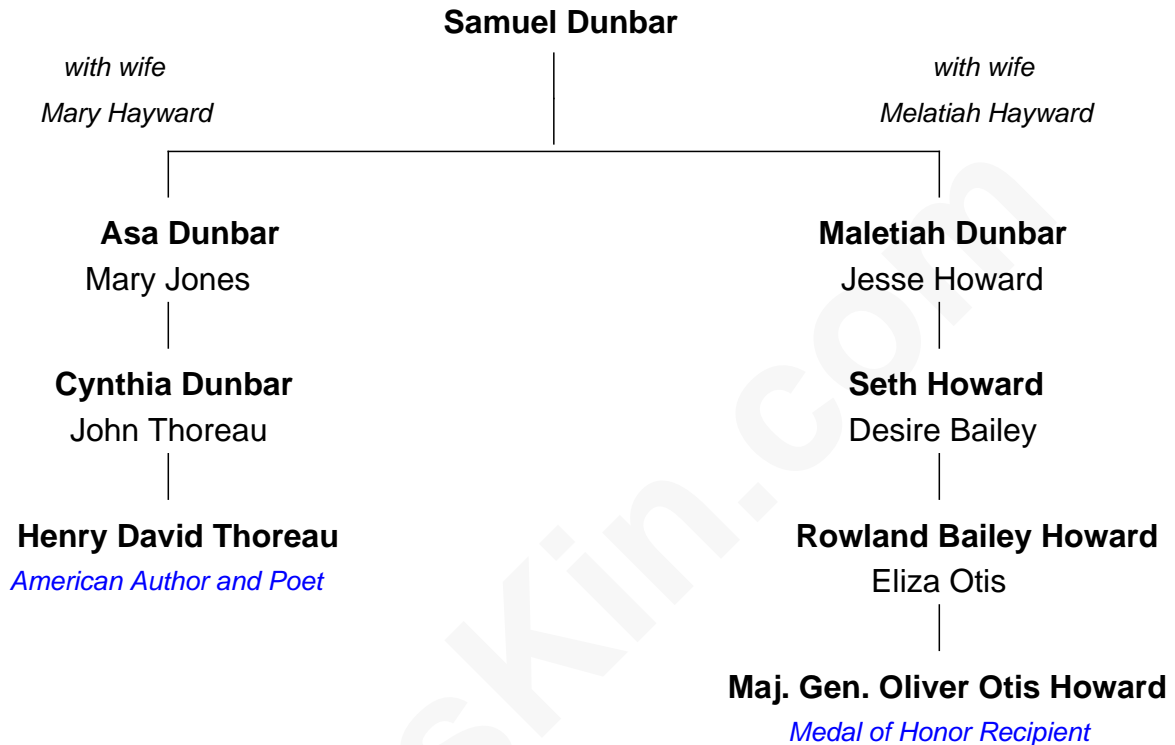 Samuel Dunbar
with wife
Mary Hayward
with wife
Melatiah Hayward
Asa Dunbar
Mary Jones
Maletiah Dunbar
Jesse Howard
Cynthia Dunbar
John Thoreau
Seth Howard
Desire Bailey
Henry David Thoreau
American Author and Poet
Rowland Bailey Howard
Eliza Otis
Maj. Gen. Oliver Otis Howard
Medal of Honor Recipient
sKin.com